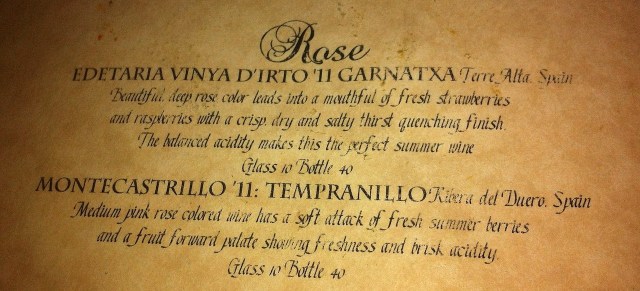 Rose
EDETARIA VINYA D'IRTO '11 GARNATXA Terre Alta, Spain
Beautiful, deep rose color leads into a mouthful of fresh strawberries
and raspberries with a crisp, dry and salty thirst quenching finish.
The balanced acidity makes this the perfect summer wine
Glass 10 Bottle 40
MONTECASTRILLO '11: TEMPRANILLO Ribera del Duero, Spain
Medium pink rose colored wine has a soft attack of fresh summer berries
and a fruit forward palate showing freshness and brisk acidity.
Glass 10 Bottle 40